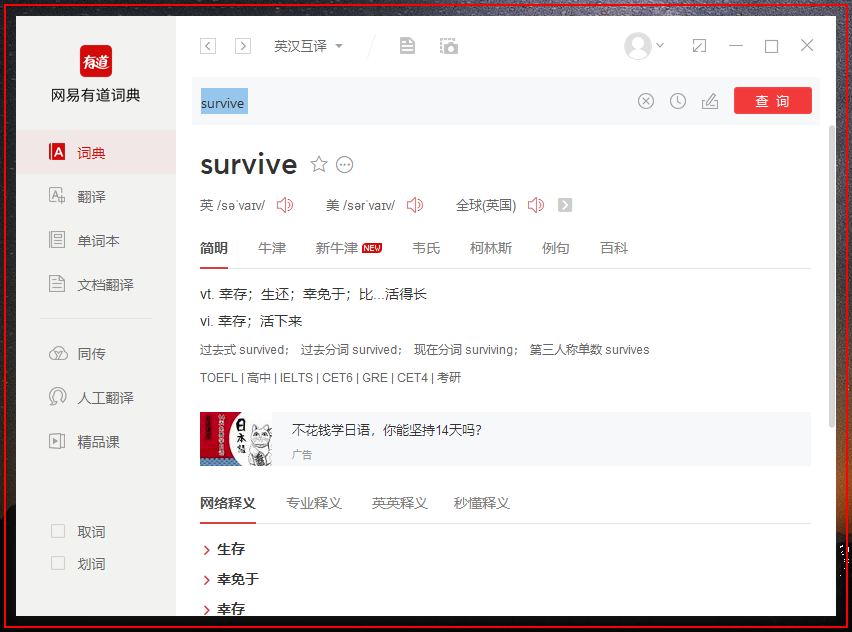 有道
网易有道词典
词典
翻译
单词本
文档翻译
同传
人工翻译
精品课
取词
划词
英汉互译
survive
查 询
survive
英 /səˈvaɪv/ 美 /sərˈvaɪv/ 全球(英国)
简明 牛津 新牛津 NEW 韦氏 柯林斯 例句 百科
vt. 幸存；生还；幸免于；比...活得长
vi. 幸存；活下来
过去式 survived； 过去分词 survived； 现在分词 surviving； 第三人称单数 survives
TOEFL | 高中 | IELTS | CET6 | GRE | CET4 | 考研
不花钱学日语，你能坚持14天吗?
广告
网络释义 专业释义 英英释义 秒懂释义
生存
幸免于
幸存